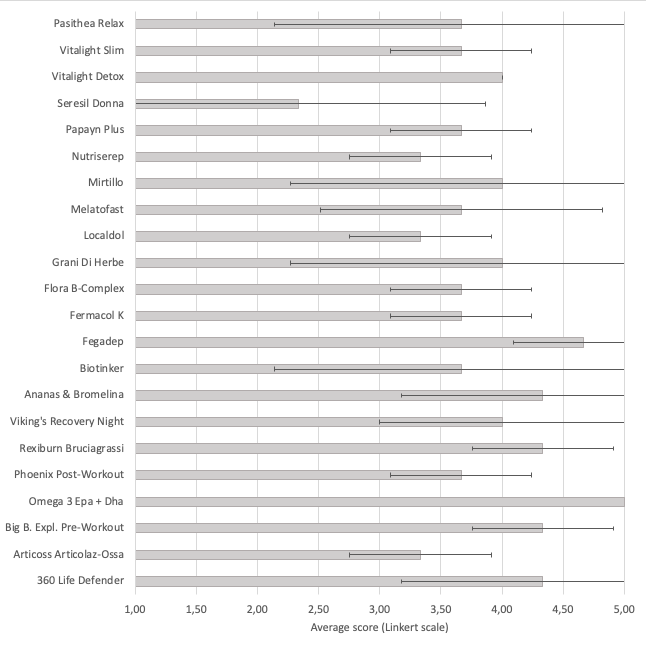 Pasithea Relax
Vitalight Slim
Vitalight Detox
Seresil Donna
Papayn Plus
Nutriserep
Mirtillo
Melatofast
Localdol
Grani Di Herbe
Flora B-Complex
Fermacol K
Fegadep
Biotinker
Ananas & Bromelina
Viking's Recovery Night
Rexiburn Bruciagrassi
Phoenix Post-Workout
Omega 3 Epa + Dha
Big B. Expl. Pre-Workout
Articoss Articolaz-Ossa
360 Life Defender
1,00 1,50 2,00 2,50 3,00 3,50 4,00 4,50 5,00
Average score (Linkert scale)